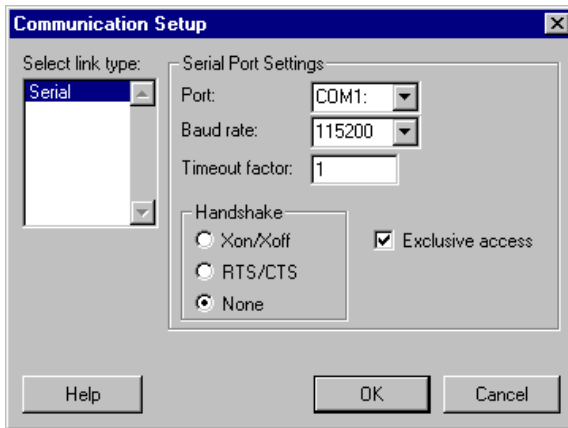 Communication Setup
Select link type:
Serial
Serial Port Settings
Port:
COM1:
Baud rate:
115200
Timeout factor:
1
Handshake
Xon/Xoff
RTS/CTS
None
Exclusive access
Help
OK
Cancel